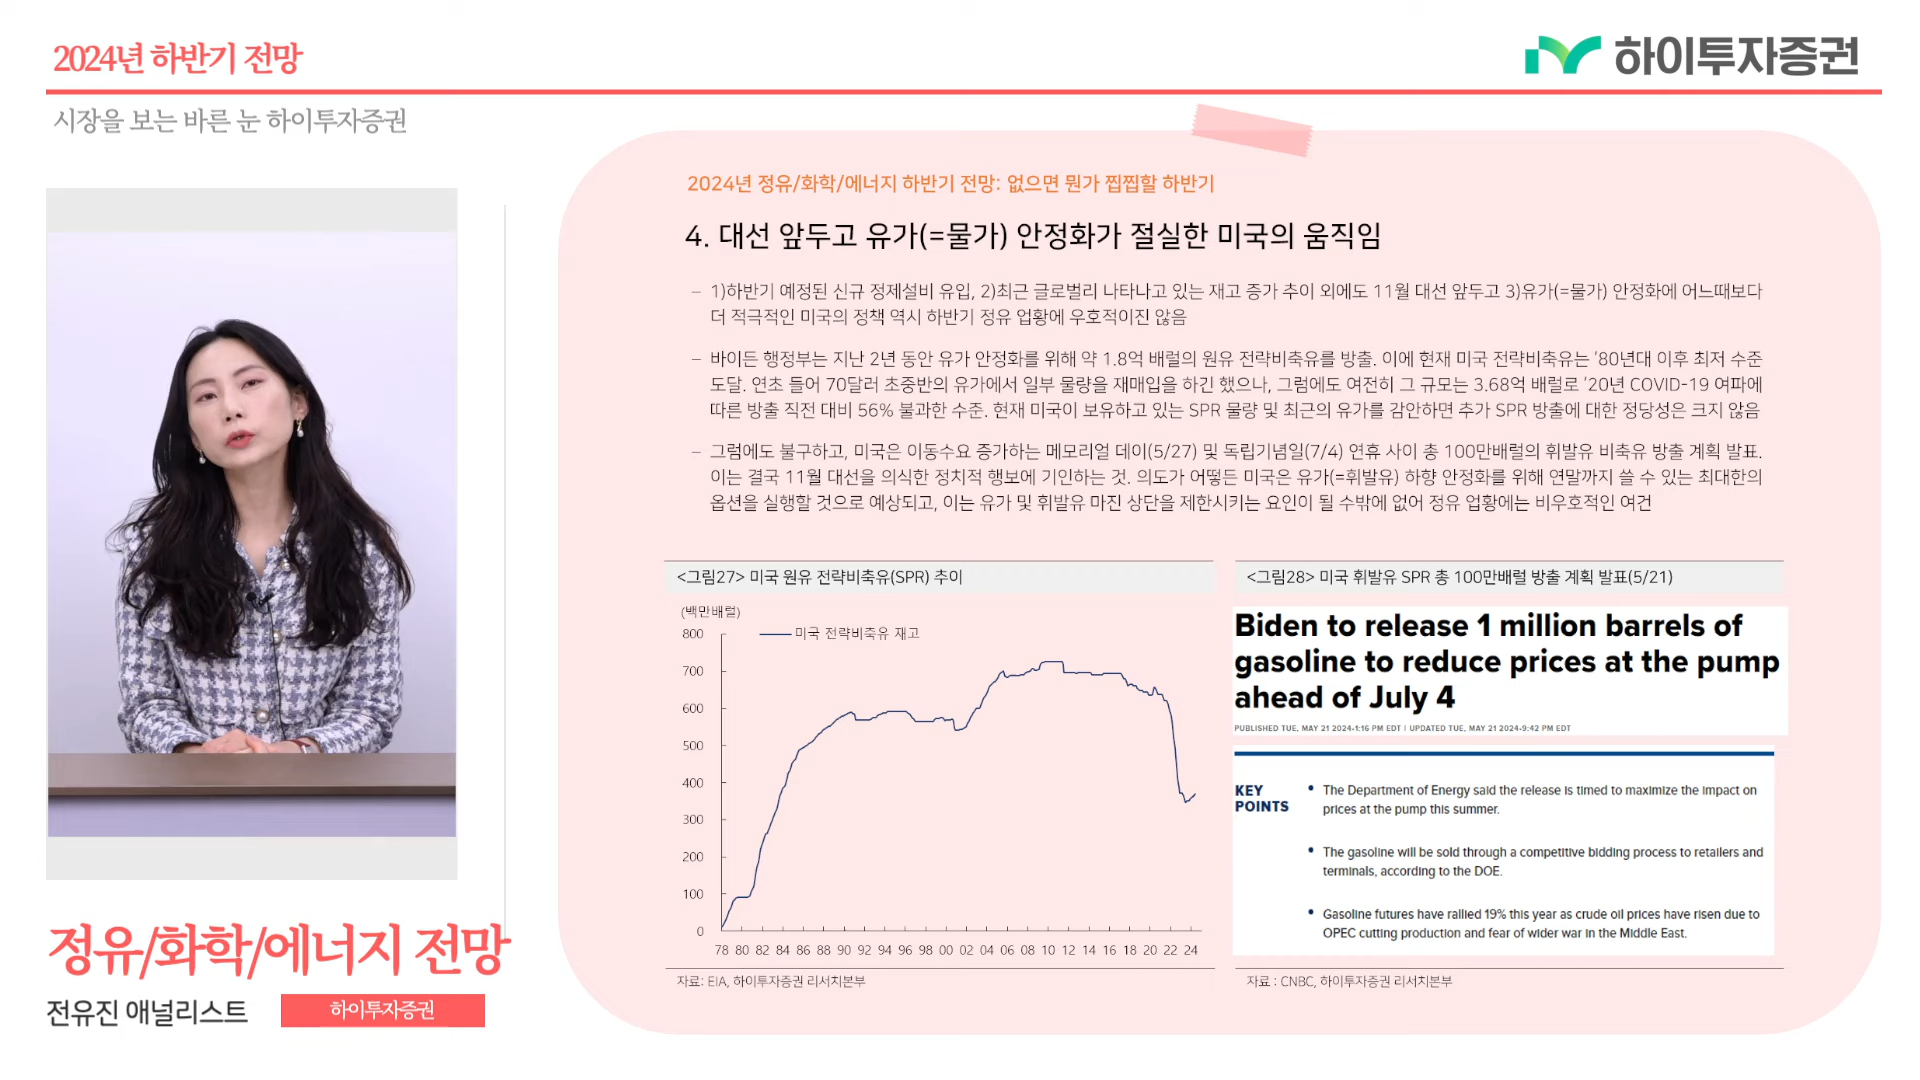 2024년 하반기 전망
하이투자증권
시장을 보는 바른 눈 하이투자증권
2024년 정유/화학/에너지 하반기 전망: 없으면 뭔가 찝찝할 하반기
4. 대선 앞두고 유가(=물가) 안정화가 절실한 미국의 움직임
– 1)하반기 예정된 신규 정제설비 유입, 2)최근 글로벌리 나타나고 있는 재고 증가 추이 외에도 11월 대선 앞두고 3)유가(=물가) 안정화에 어느때보다
더 적극적인 미국의 정책 역시 하반기 정유 업황에 우호적이진 않음
– 바이든 행정부는 지난 2년 동안 유가 안정화를 위해 약 1.8억 배럴의 원유 전략비축유를 방출. 이에 현재 미국 전략비축유는 '80년대 이후 최저 수준
도달. 연초 들어 70달러 초중반의 유가에서 일부 물량을 재매입을 하긴 했으나, 그럼에도 여전히 그 규모는 3.68억 배럴로 '20년 COVID-19 여파에
따른 방출 직전 대비 56% 불과한 수준. 현재 미국이 보유하고 있는 SPR 물량 및 최근의 유가를 감안하면 추가 SPR 방출에 대한 정당성은 크지 않음
– 그럼에도 불구하고, 미국은 이동수요 증가하는 메모리얼 데이(5/27) 및 독립기념일(7/4) 연휴 사이 총 100만배럴의 휘발유 비축유 방출 계획 발표.
이는 결국 11월 대선을 의식한 정치적 행보에 기인하는 것. 의도가 어떻든 미국은 유가(=휘발유) 하향 안정화를 위해 연말까지 쓸 수 있는 최대한의
옵션을 실행할 것으로 예상되고, 이는 유가 및 휘발유 마진 상단을 제한시키는 요인이 될 수밖에 없어 정유 업황에는 비우호적인 여건
<그림27> 미국 원유 전략비축유(SPR) 추이
(백만배럴)
미국 전략비축유 재고
800
700
600
500
400
300
200
100
0
78 80 82 84 86 88 90 92 94 96 98 00 02 04 06 08 10 12 14 16 18 20 22 24
자료: EIA, 하이투자증권 리서치본부
<그림28> 미국 휘발유 SPR 총 100만배럴 방출 계획 발표(5/21)
Biden to release 1 million barrels of
gasoline to reduce prices at the pump
ahead of July 4
PUBLISHED TUE, MAY 21 2024•1:16 PM EDT | UPDATED TUE, MAY 21 2024•9:42 PM EDT
KEY
POINTS
• The Department of Energy said the release is timed to maximize the impact on
prices at the pump this summer.
• The gasoline will be sold through a competitive bidding process to retailers and
terminals, according to the DOE.
• Gasoline futures have rallied 19% this year as crude oil prices have risen due to
OPEC cutting production and fear of wider war in the Middle East.
자료 : CNBC, 하이투자증권 리서치본부
정유/화학/에너지 전망
전유진 애널리스트
하이투자증권